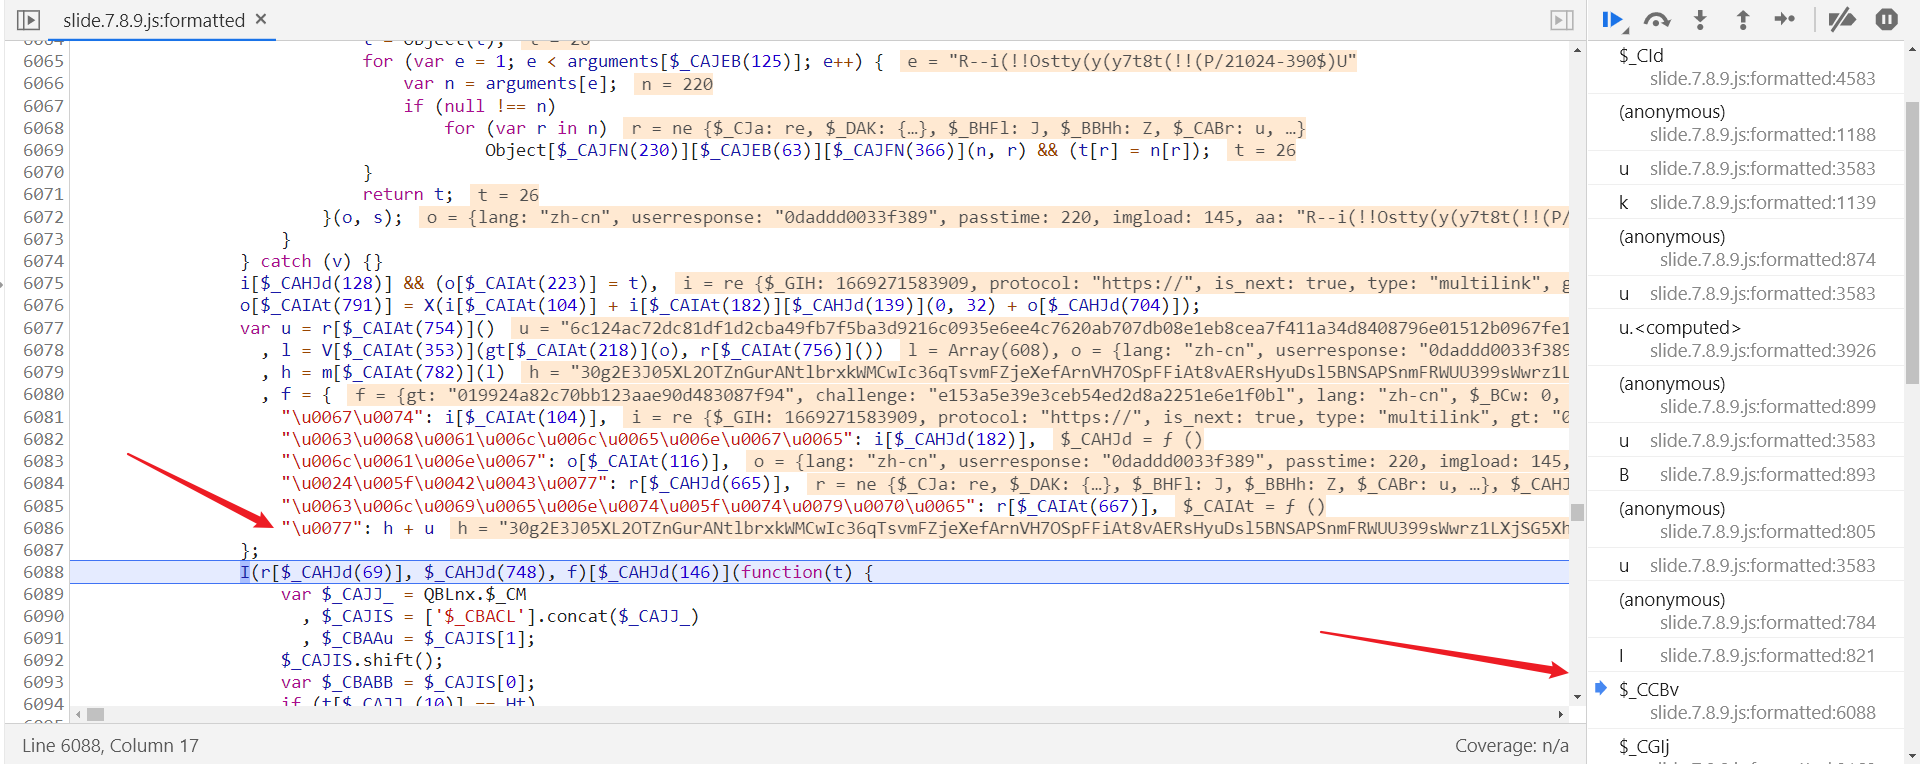 slide.7.8.9.js:formatted ×
6064 t = Object(t); t = 26
6065 for (var e = 1; e < arguments[$_CAJEB(125)]; e++) { e = "R--i(!!Ostty(y(y7t8t(!!(P/21024-390$)U"
6066 var n = arguments[e]; n = 220
6067 if (null !== n)
6068 for (var r in n) r = ne {$_CJa: re, $_DAK: {…}, $_BHFl: J, $_BBHh: Z, $_CABr: u, …}
6069 Object[$_CAJFN(230)][$_CAJEB(63)][$_CAJFN(366)](n, r) && (t[r] = n[r]); t = 26
6070 }
6071 return t; t = 26
6072 }(o, s); o = {lang: "zh-cn", userresponse: "0daddd0033f389", passtime: 220, imgload: 145, aa: "R--i(!!Ostty(y(y7t8t(!!(P/
6073 }
6074 } catch (v) {}
6075 i[$_CAHJd(128)] && (o[$_CAIAt(223)] = t), i = re {$_GIH: 1669271583909, protocol: "https://", is_next: true, type: "multilink", g
6076 o[$_CAIAt(791)] = X(i[$_CAIAt(104)] + i[$_CAIAt(182)][$_CAHJd(139)](0, 32) + o[$_CAHJd(704)]);
6077 var u = r[$_CAIAt(754)]() u = "6c124ac72dc81df1d2cba49fb7f5ba3d9216c0935e6ee4c7620ab707db08e1eb8cea7f411a34d8408796e01512b0967fe1
6078 , l = V[$_CAIAt(353)](gt[$_CAIAt(218)](o), r[$_CAIAt(756)]()) l = Array(608), o = {lang: "zh-cn", userresponse: "0daddd0033f389
6079 , h = m[$_CAIAt(782)](l) h = "30g2E3J05XL2OTZnGurANtlbrxkWMCwIc36qTsvmFZjeXefArnVH7OSpFFiAt8vAERsHyuDsl5BNSAPSnmFRWUU399sWwrz1L
6080 , f = { f = {gt: "019924a82c70bb123aae90d483087f94", challenge: "e153a5e39e3ceb54ed2d8a2251e6e1f0bl", lang: "zh-cn", $_BCw: 0,
6081 "\u0067\u0074": i[$_CAIAt(104)], i = re {$_GIH: 1669271583909, protocol: "https://", is_next: true, type: "multilink", gt: "0
6082 "\u0063\u0068\u0061\u006c\u006c\u0065\u006e\u0067\u0065": i[$_CAHJd(182)], $_CAHJd = ƒ ()
6083 "\u006c\u0061\u006e\u0067": o[$_CAIAt(116)], o = {lang: "zh-cn", userresponse: "0daddd0033f389", passtime: 220, imgload: 145,
6084 "\u0024\u005f\u0042\u0043\u0077": r[$_CAHJd(665)], r = ne {$_CJa: re, $_DAK: {…}, $_BHFl: J, $_BBHh: Z, $_CABr: u, …}, $_CAHJ
6085 "\u0063\u006c\u0069\u0065\u006e\u0074\u005f\u0074\u0079\u0070\u0065": r[$_CAIAt(667)], $_CAIAt = ƒ ()
6086 "\u0077": h + u h = "30g2E3J05XL2OTZnGurANtlbrxkWMCwIc36qTsvmFZjeXefArnVH7OSpFFiAt8vAERsHyuDsl5BNSAPSnmFRWUU399sWwrz1LXjSG5Xh
6087 };
6088 I(r[$_CAHJd(69)], $_CAHJd(748), f)[$_CAHJd(146)](function(t) {
6089 var $_CAJJ_ = QBLnx.$_CM
6090 , $_CAJIS = ['$_CBACL'].concat($_CAJJ_)
6091 , $_CBAAu = $_CAJIS[1];
6092 $_CAJIS.shift();
6093 var $_CBABB = $_CAJIS[0];
6094 if (t[$_CAJJ_(10)] == Ht)
Line 6088, Column 17
Coverage: n/a
$_CId
slide.7.8.9.js:formatted:4583
(anonymous)
slide.7.8.9.js:formatted:1188
u slide.7.8.9.js:formatted:3583
k slide.7.8.9.js:formatted:1139
(anonymous)
slide.7.8.9.js:formatted:874
u slide.7.8.9.js:formatted:3583
u.<computed>
slide.7.8.9.js:formatted:3926
(anonymous)
slide.7.8.9.js:formatted:899
u slide.7.8.9.js:formatted:3583
B slide.7.8.9.js:formatted:893
(anonymous)
slide.7.8.9.js:formatted:805
u slide.7.8.9.js:formatted:3583
(anonymous)
slide.7.8.9.js:formatted:784
I slide.7.8.9.js:formatted:821
$_CCBv
slide.7.8.9.js:formatted:6088
$_CGIj